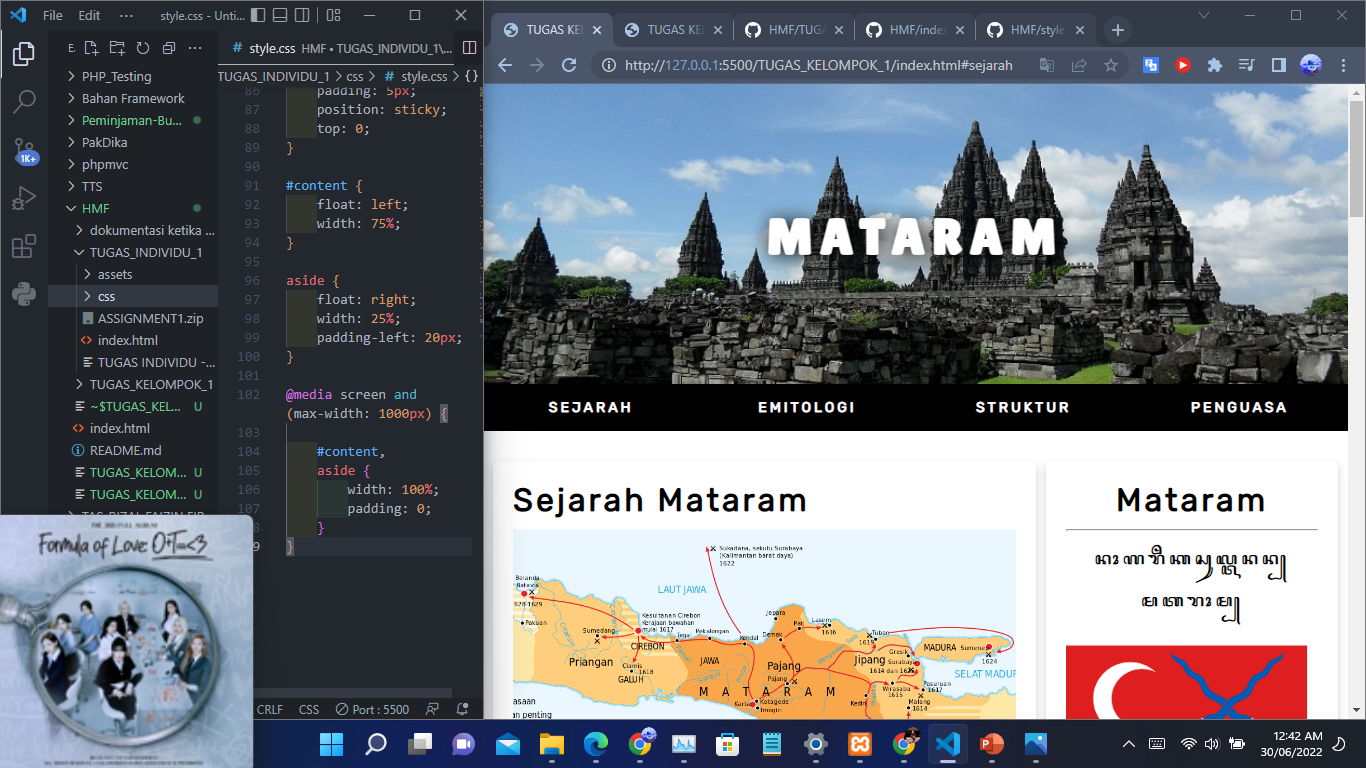 File
Edit
···
style.css - Unti...
E.
PHP_Testing
Bahan Framework
Peminjaman-Bu...
PakDika
phpmvc
TTS
HMF
dokumentasi ketika ...
TUGAS_INDIVIDU_1
assets
css
ASSIGNMENT1.zip
index.html
TUGAS INDIVIDU -...
TUGAS_KELOMPOK_1
~$TUGAS_KEL... U
index.html
README.md
TUGAS_KELOM... U
TUGAS_KELOM... U
1K+
# style.css HMF • TUGAS_INDIVIDU_1\...
TUGAS_INDIVIDU_1 > css > # style.css > {}
86 padding: 5px;
87 position: sticky;
88 top: 0;
89 }
90
91 #content {
92 float: left;
93 width: 75%;
94 }
95
96 aside {
97 float: right;
98 width: 25%;
99 padding-left: 20px;
100 }
101
102 @media screen and
(max-width: 1000px) {
103
104 #content,
105 aside {
106 width: 100%;
107 padding: 0;
}
}
CRLF CSS Port : 5500
THE 3RD FULL ALBUM
Formula of Love: O+T=<3
TUGAS KEL
TUGAS KE
HMF/TUGA
HMF/index
HMF/style
http://127.0.0.1:5500/TUGAS_KELOMPOK_1/index.html#sejarah
MATARAM
SEJARAH
EMITOLOGI
STRUKTUR
PENGUASA
Sejarah Mataram
Sukadana, sekutu Surabaya
(Kalimantan barat daya)
1622
LAUT JAWA
Belanda
Batavia
1628-1629
Pakuan
Sumedang
Priangan
Kesultanan Cirebon
Kerajaan bawahan
mulai 1617
CIREBON
Ciamis
1618
GALUH
Tegal
Pekalongan
Kendal
JAWA
Jepara
Demak
Pati
Lasem
1616
Tuban
1619
Pajang
Pajang
MATARAM
Karta
Kotagede
Imogiri
Jipang
Gresik
Surabaya
1614 dan 1625
MADURA
Sumenep
1624
SELAT MADUR
Wirasaba
1615
Pasuruan
1617
Kediri
Malang
1614
asaan
an penting
Mataram
12:42 AM
30/06/2022